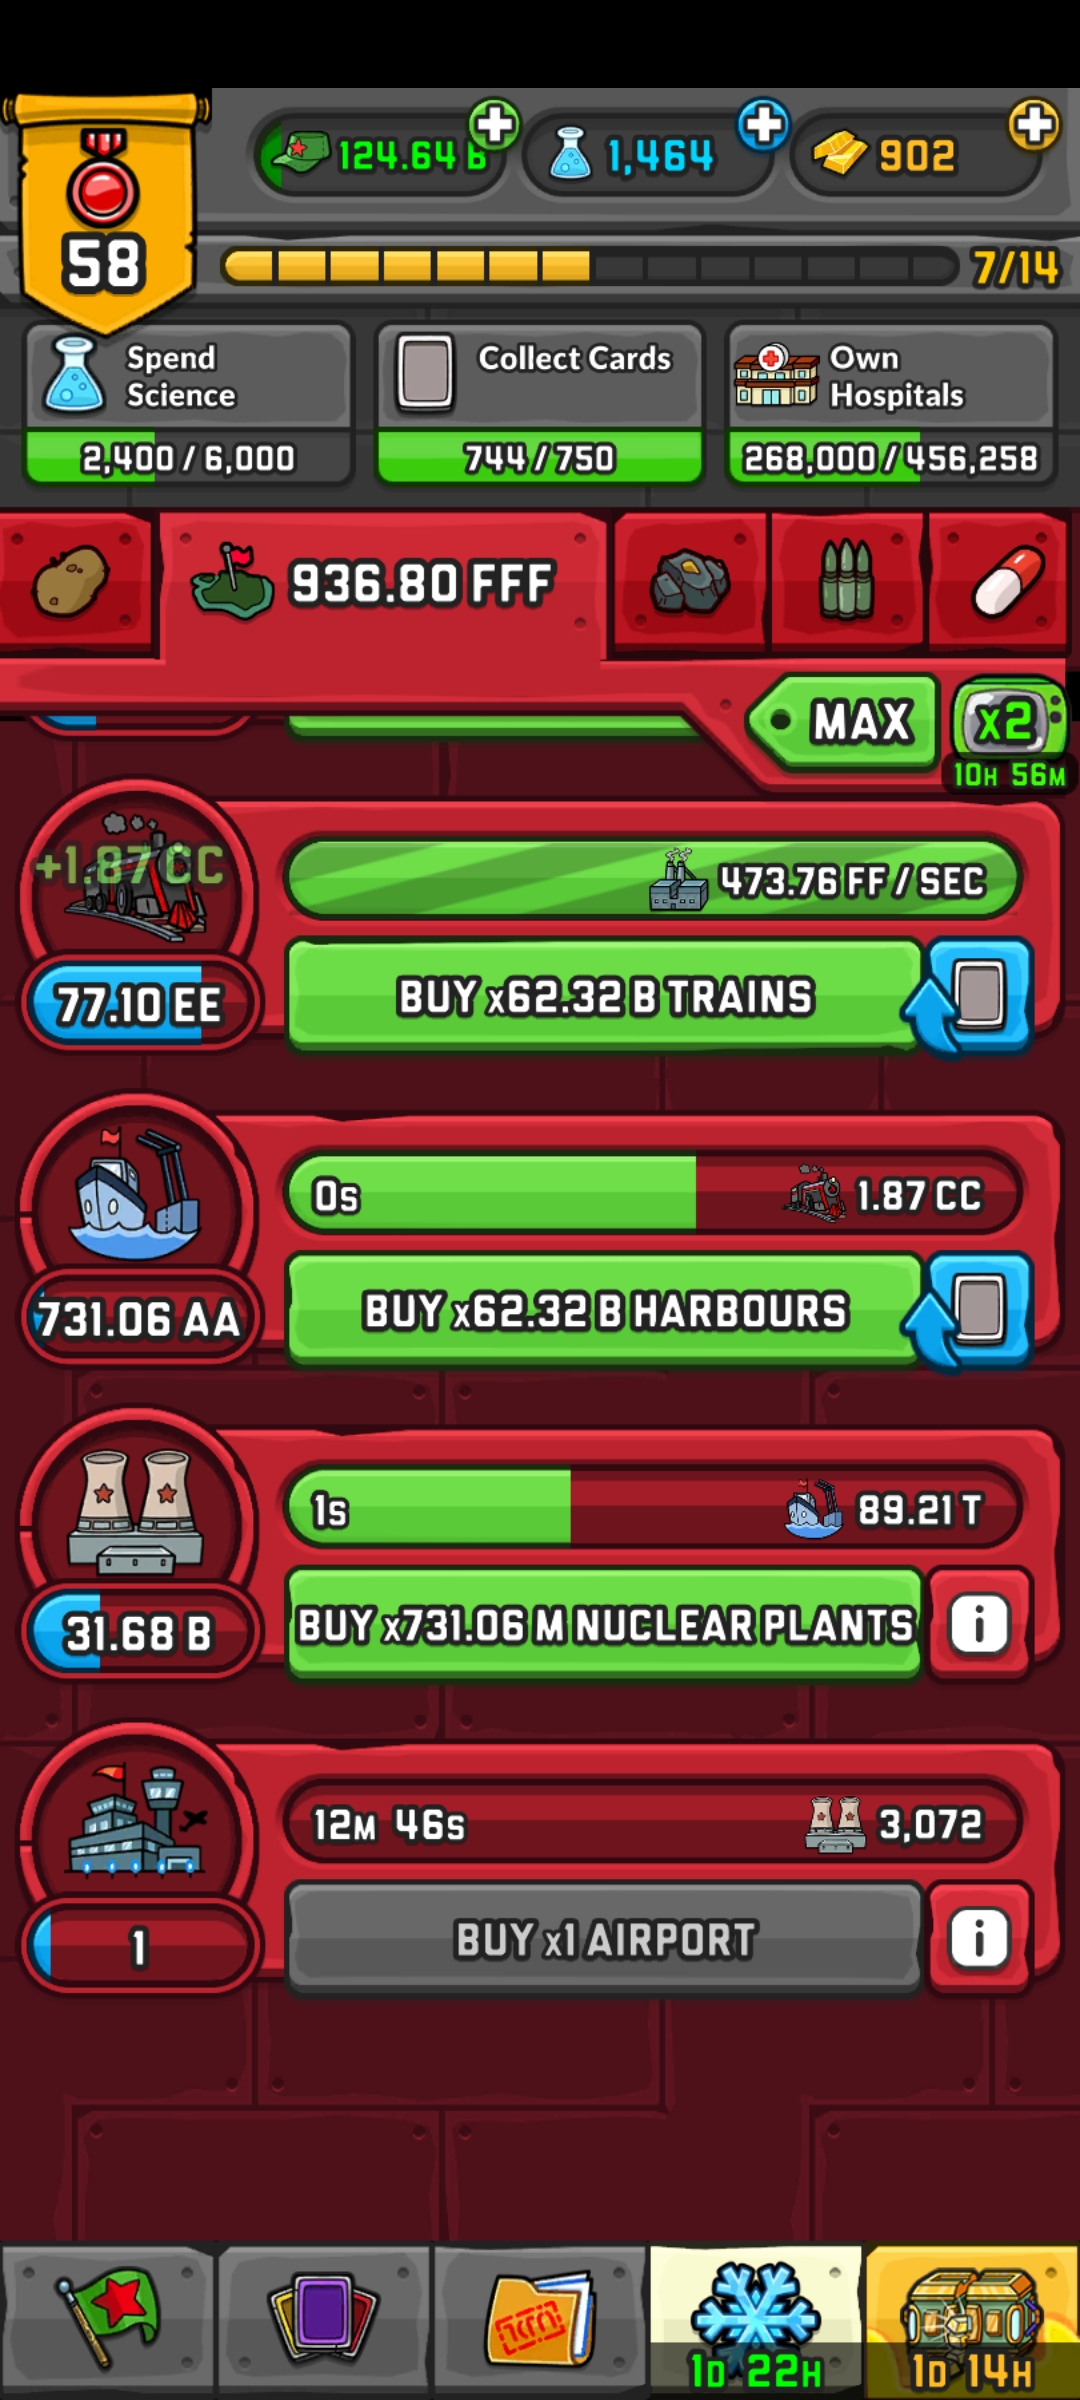 124.64 B
1,464
902
58
7/14
Spend
Science
2,400 / 6,000
Collect Cards
744 / 750
Own
Hospitals
268,000 / 456,258
936.80 FFF
MAX
x2
10H 56M
+1.87 CC
473.76 FF / SEC
77.10 EE
BUY x62.32 B TRAINS
0s
1.87 CC
731.06 AA
BUY x62.32 B HARBOURS
1s
89.21 T
31.68 B
BUY x731.06 M NUCLEAR PLANTS
i
12M 46s
3,072
1
BUY x1 AIRPORT
i
1D 22H
1D 14H